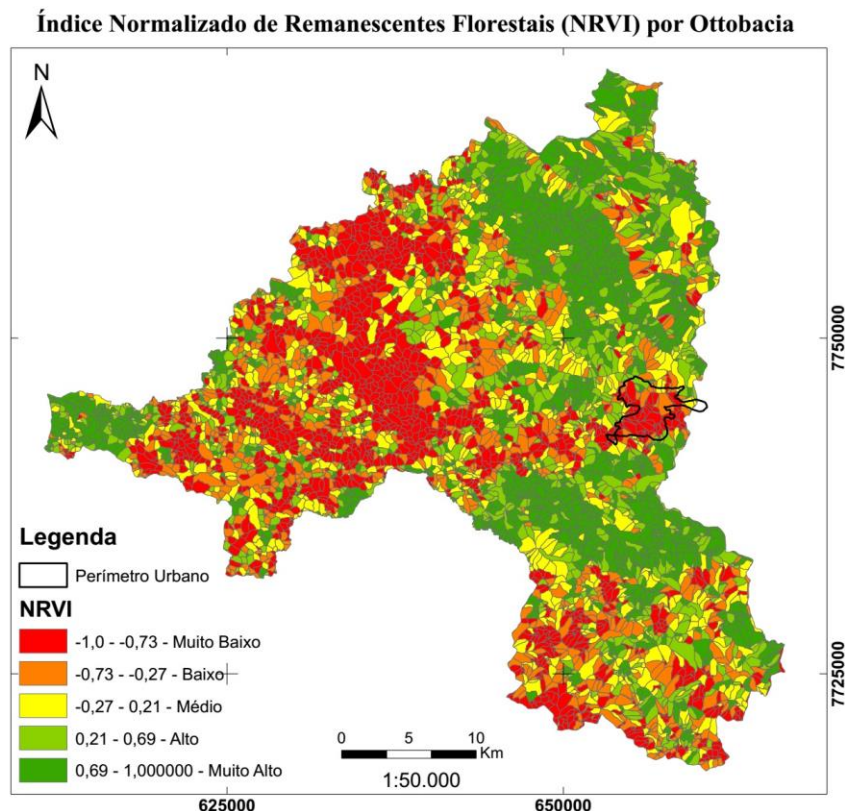 Índice Normalizado de Remanescentes Florestais (NRVI) por Ottobacia
N
7750000
7725000
Legenda
Perímetro Urbano
NRVI
-1,0 - -0,73 - Muito Baixo
-0,73 - -0,27 - Baixo
-0,27 - 0,21 - Médio
0,21 - 0,69 - Alto
0,69 - 1,000000 - Muito Alto
0 5 10
Km
1:50.000
625000 650000